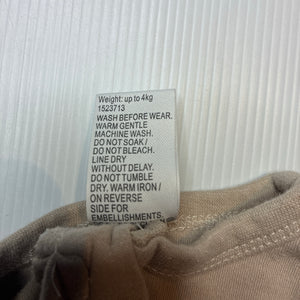 Weight: up to 4kg
1523713
WASH BEFORE WEAR.
WARM GENTLE
MACHINE WASH.
DO NOT SOAK /
DO NOT BLEACH.
LINE DRY
WITHOUT DELAY.
DO NOT TUMBLE
DRY. WARM IRON /
ON REVERSE
SIDE FOR
EMBELLISHMENTS.